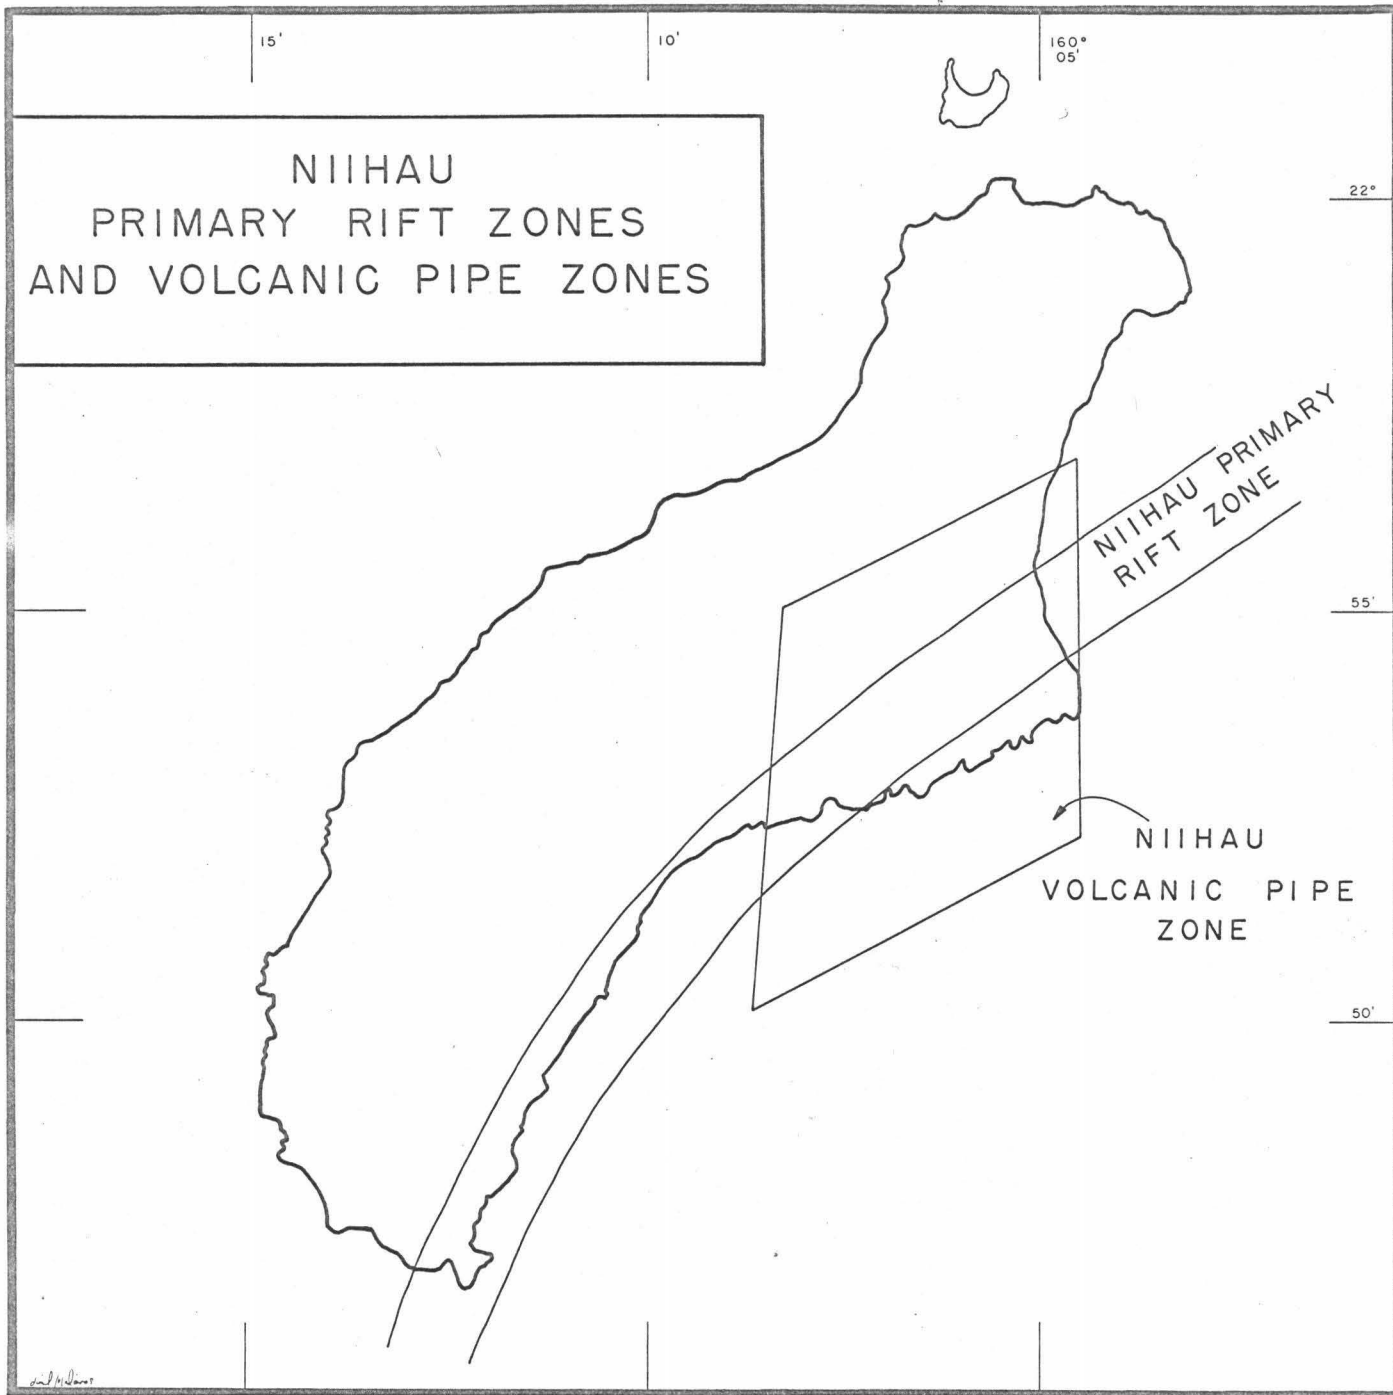 15'
10'
160°
05'
NIIHAU
PRIMARY RIFT ZONES
AND VOLCANIC PIPE ZONES
22°
NIIHAU PRIMARY
RIFT ZONE
55'
NIIHAU
VOLCANIC PIPE
ZONE
50'